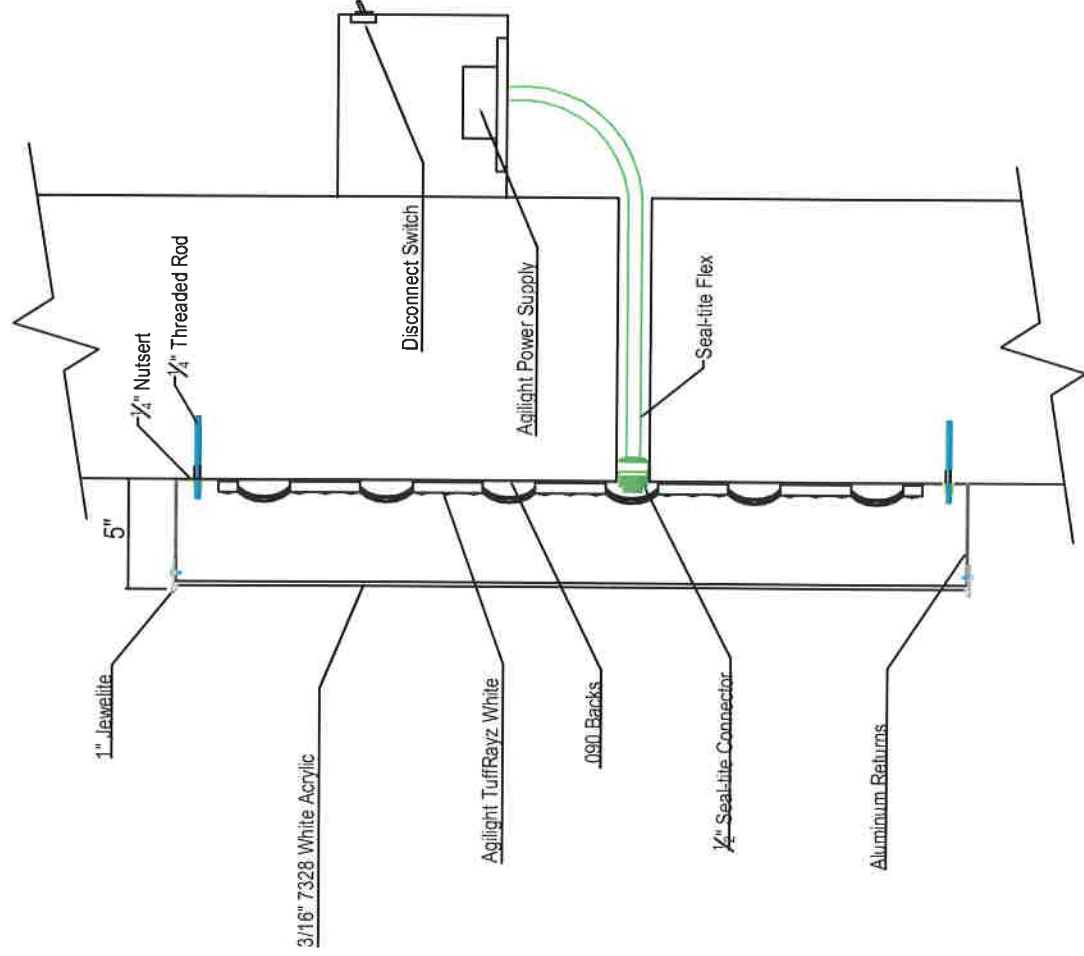 1" Jewelite
3/16" 7328 White Acrylic
Agilight TuffRayz White
.090 Backs
½" Seal-tite Connector
Aluminum Returns
5"
¼" Nutsert
¼" Threaded Rod
Disconnect Switch
Agilight Power Supply
Seal-tite Flex